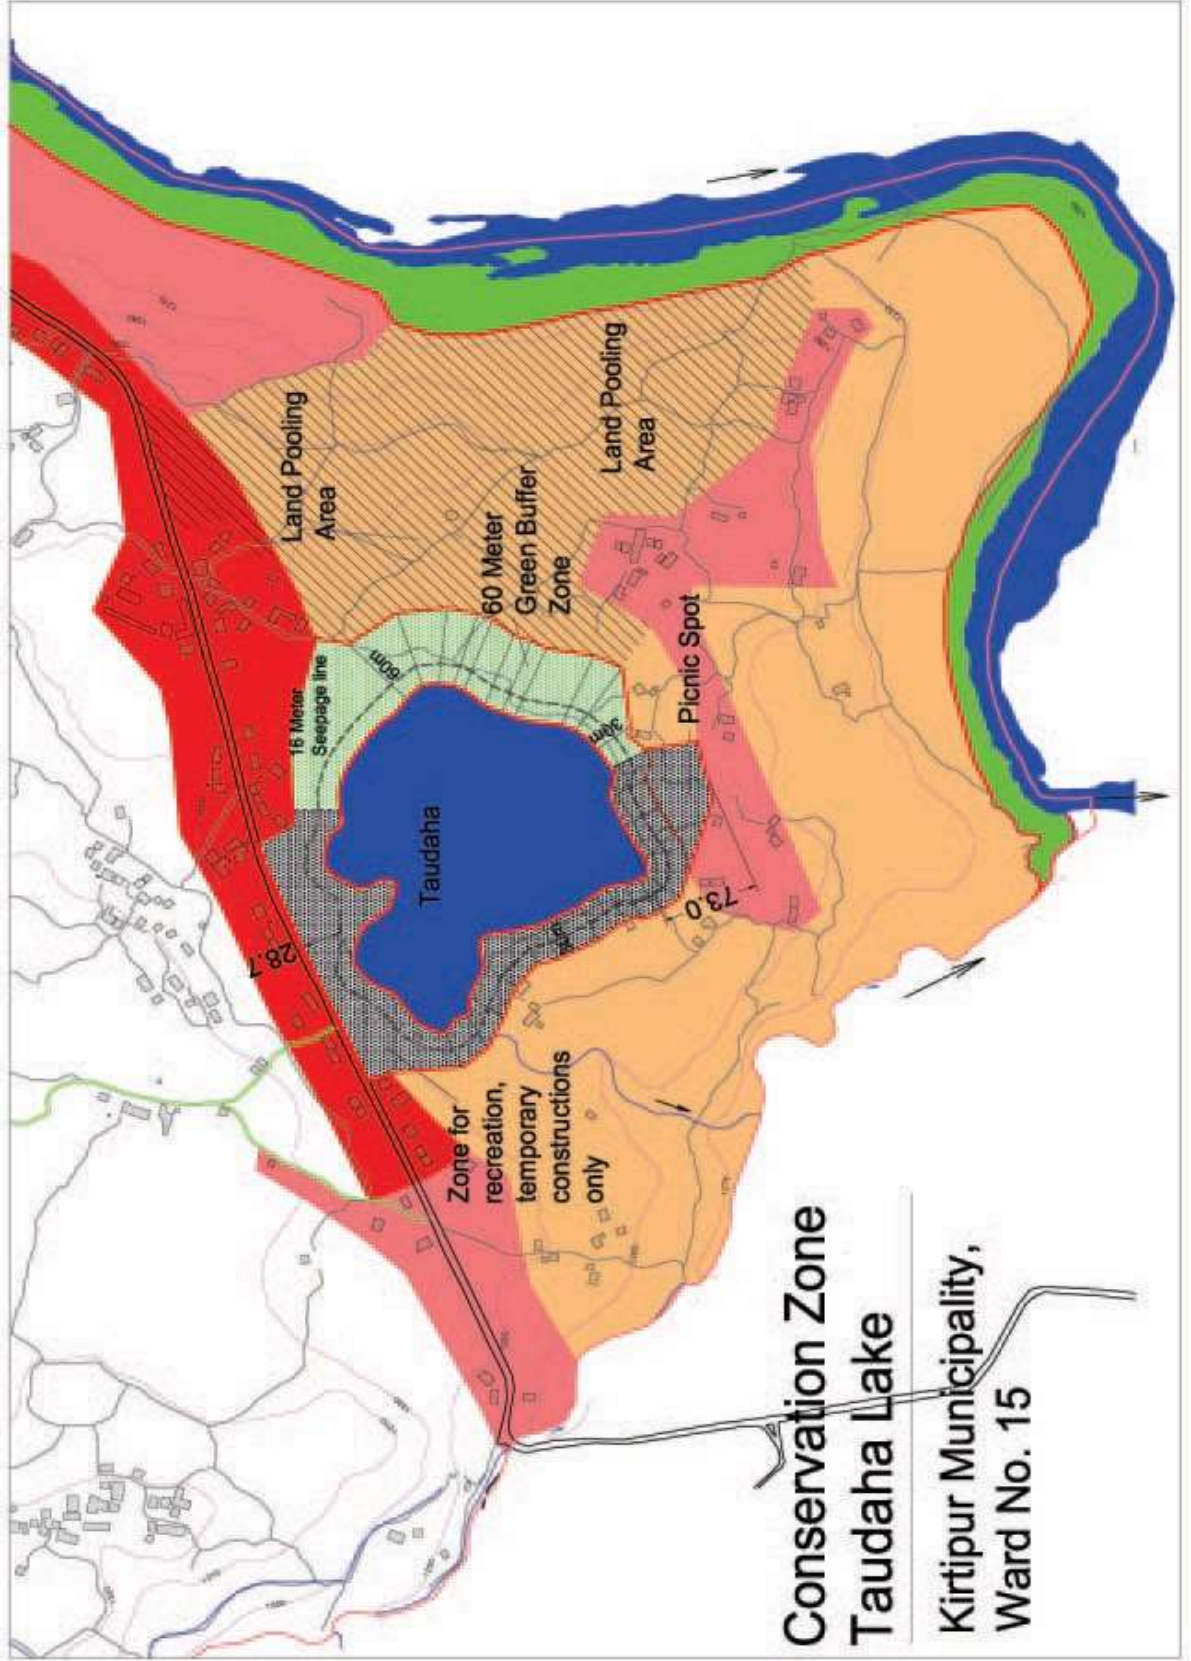 Conservation Zone
Taudaha Lake
Kirtipur Municipality,
Ward No. 15
Zone for
recreation,
temporary
constructions
only
28.7
Taudaha
73.0
16 Meter
Seepage line
60m
30m
Picnic Spot
60 Meter
Green Buffer
Zone
Land Pooling
Area
Land Pooling
Area